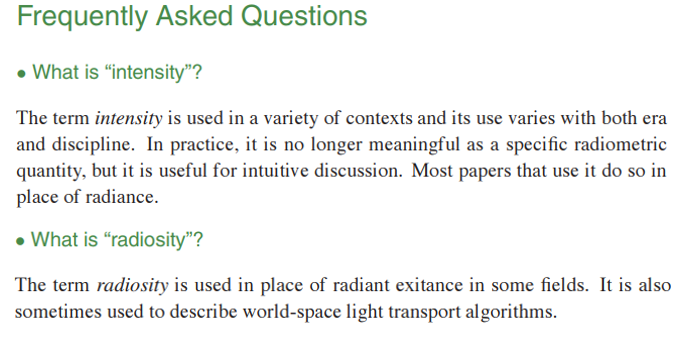 Frequently Asked Questions
• What is “intensity”?
The term intensity is used in a variety of contexts and its use varies with both era
and discipline. In practice, it is no longer meaningful as a specific radiometric
quantity, but it is useful for intuitive discussion. Most papers that use it do so in
place of radiance.
• What is “radiosity”?
The term radiosity is used in place of radiant exitance in some fields. It is also
sometimes used to describe world-space light transport algorithms.